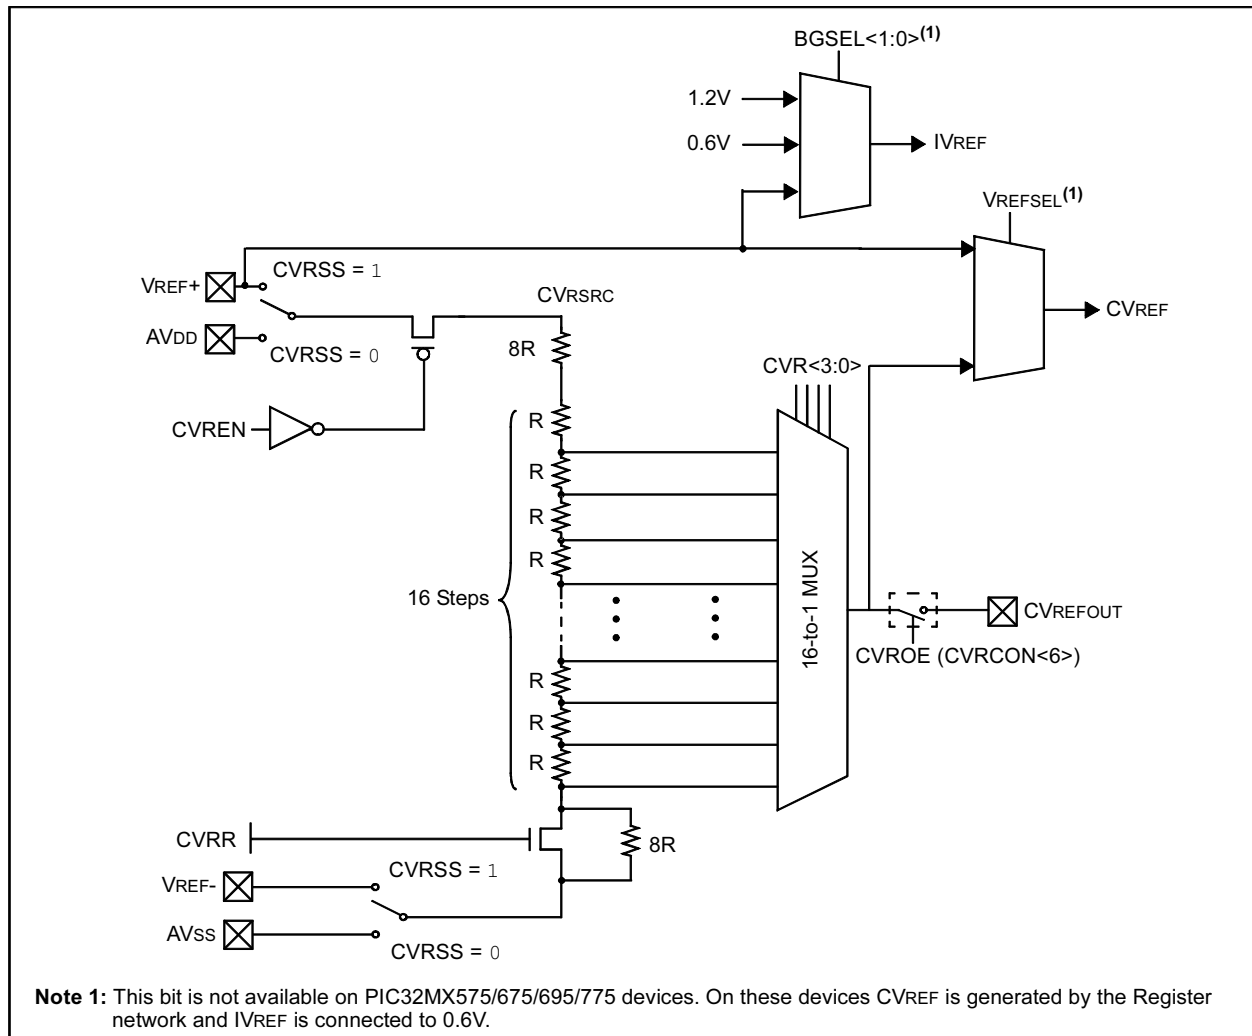 BGSEL<1:0>(1)
1.2V
0.6V
IVREF
VREFSEL(1)
CVRSS = 1
VREF+
CVRSRC
AVDD
CVREF
8R
CVRSS = 0
CVR<3:0>
R
CVREN
R
R
R
16-to-1 MUX
16 Steps
CVREFOUT
CVROE (CVRCON<6>)
R
R
R
CVRR
8R
CVRSS = 1
VREF-
AVSS
CVRSS = 0
Note 1: This bit is not available on PIC32MX575/675/695/775 devices. On these devices CVREF is generated by the Register
network and IVREF is connected to 0.6V.